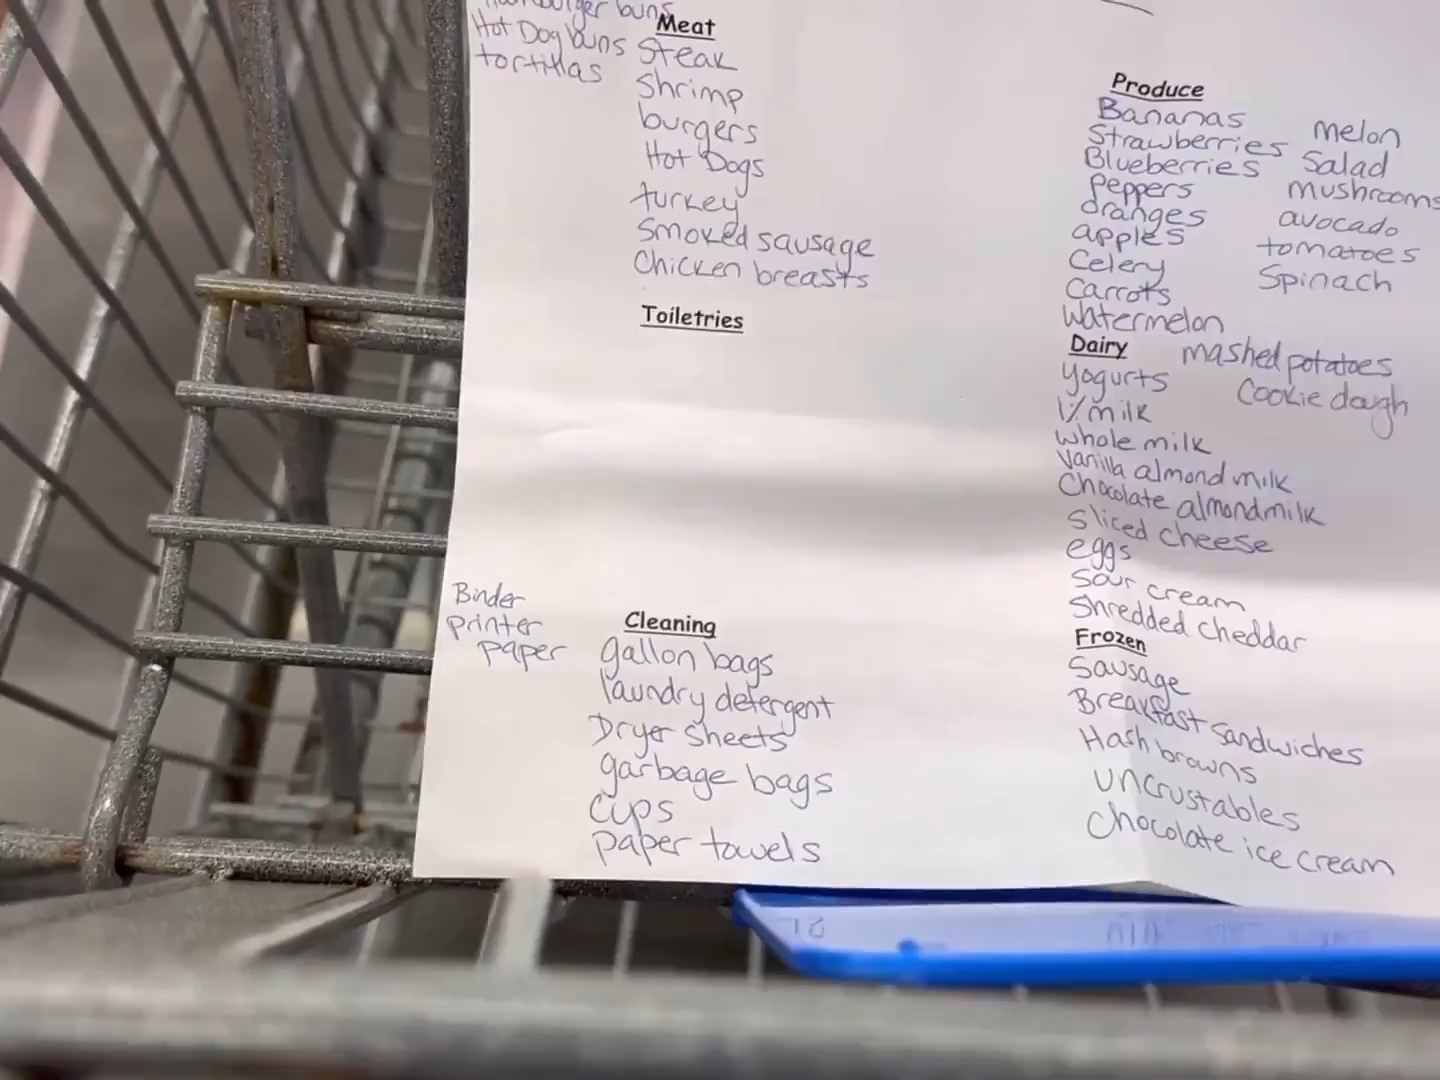 Hamburger buns
Hot Dog buns
tortillas
Meat
Steak
Shrimp
burgers
Hot Dogs
turkey
Smoked sausage
Chicken breasts
Toiletries
Binder
printer
paper
Cleaning
gallon bags
laundry detergent
Dryer sheets
garbage bags
Cups
paper towels
Produce
Bananas
Strawberries
Blueberries
Peppers
oranges
apples
Celery
Carrots
Watermelon
melon
Salad
mushrooms
avocado
tomatoes
Spinach
Dairy
mashed potatoes
Cookie dough
yogurts
1% milk
whole milk
vanilla almond milk
Chocolate almondmilk
Sliced cheese
eggs
Sour cream
Shredded cheddar
Frozen
Sausage
Breakfast sandwiches
Hash browns
uncrustables
Chocolate ice cream